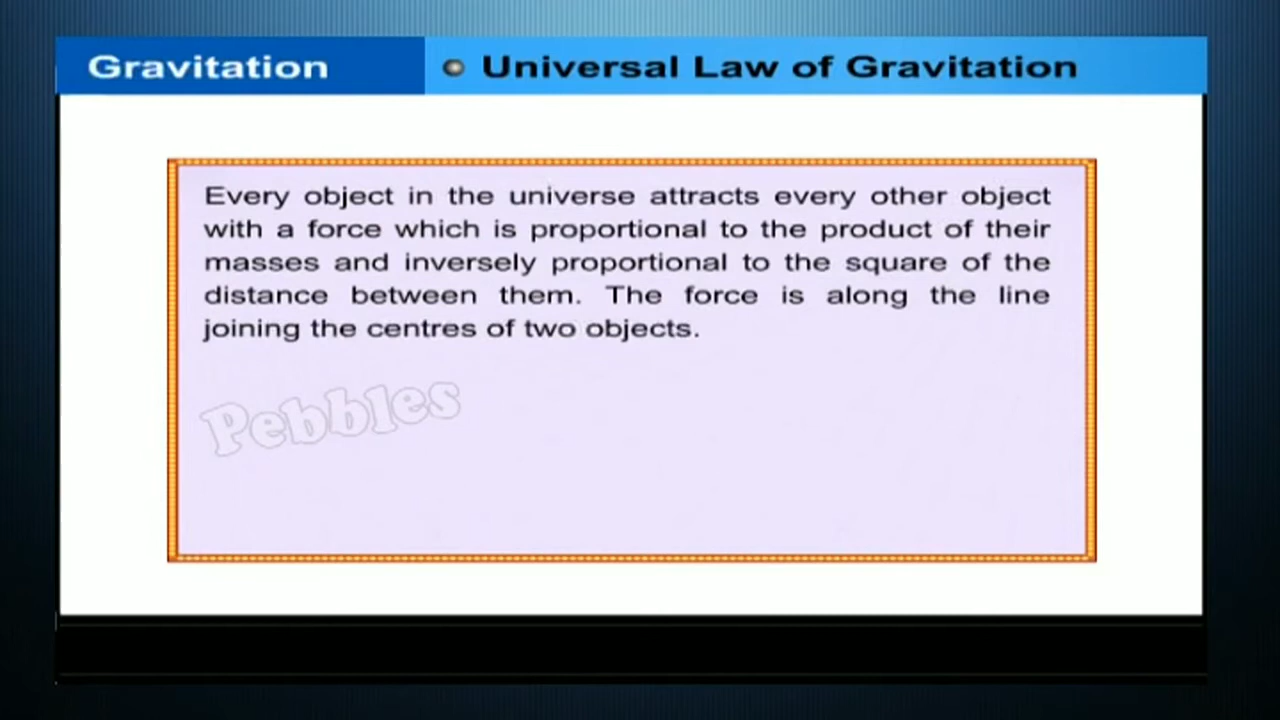 Gravitation
Universal Law of Gravitation
Every object in the universe attracts every other object
with a force which is proportional to the product of their
masses and inversely proportional to the square of the
distance between them. The force is along the line
joining the centres of two objects.
Pebbles